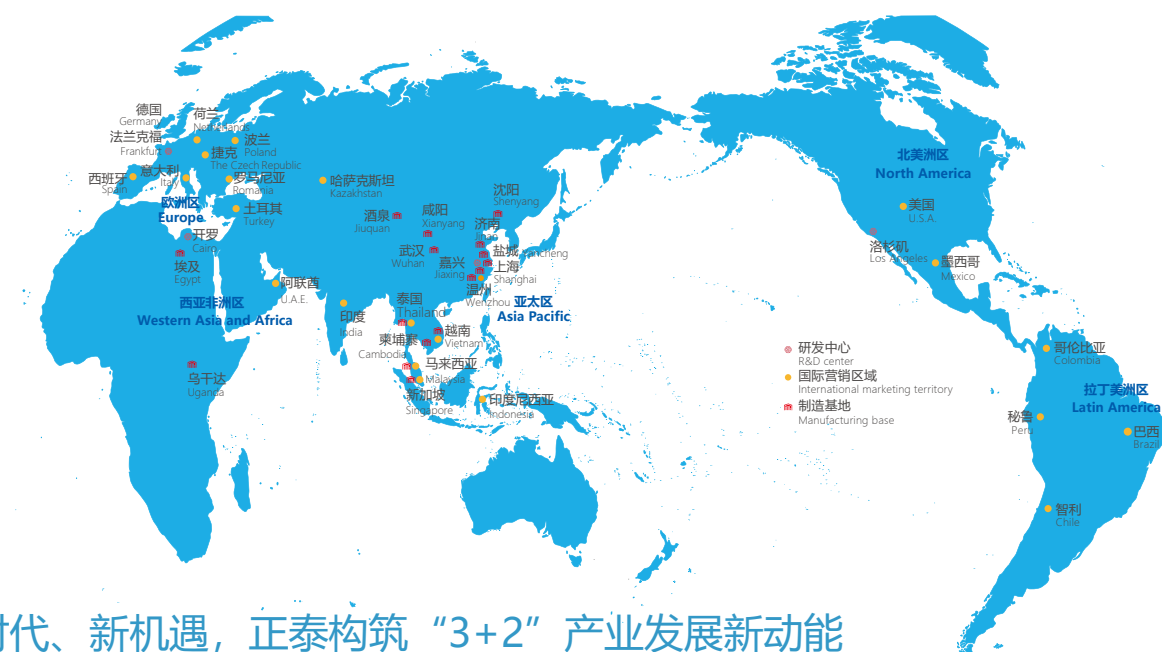 德国
Germany
法兰克福
Frankfurt
荷兰
Netherlands
波兰
Poland
捷克
The Czech Republic
西班牙
Spain
意大利
Italy
罗马尼亚
Romania
欧洲区
Europe
土耳其
Turkey
哈萨克斯坦
Kazakhstan
开罗
Cairo
埃及
Egypt
阿联酋
U.A.E.
西亚非洲区
Western Asia and Africa
乌干达
Uganda
沈阳
Shenyang
酒泉
Jiuquan
咸阳
Xianyang
济南
Jinan
武汉
Wuhan
盐城 Yancheng
嘉兴
Jiaxing
上海
Shanghai
温州
Wenzhou
亚太区
Asia Pacific
印度
India
泰国
Thailand
越南
Vietnam
柬埔寨
Cambodia
马来西亚
Malaysia
新加坡
Singapore
印度尼西亚
Indonesia
北美洲区
North America
美国
U.S.A.
洛杉矶
Los Angeles
墨西哥
Mexico
研发中心
R&D center
国际营销区域
International marketing territory
制造基地
Manufacturing base
哥伦比亚
Colombia
拉丁美洲区
Latin America
秘鲁
Peru
巴西
Brazil
智利
Chile
时代、新机遇，正泰构筑“3+2”产业发展新动能